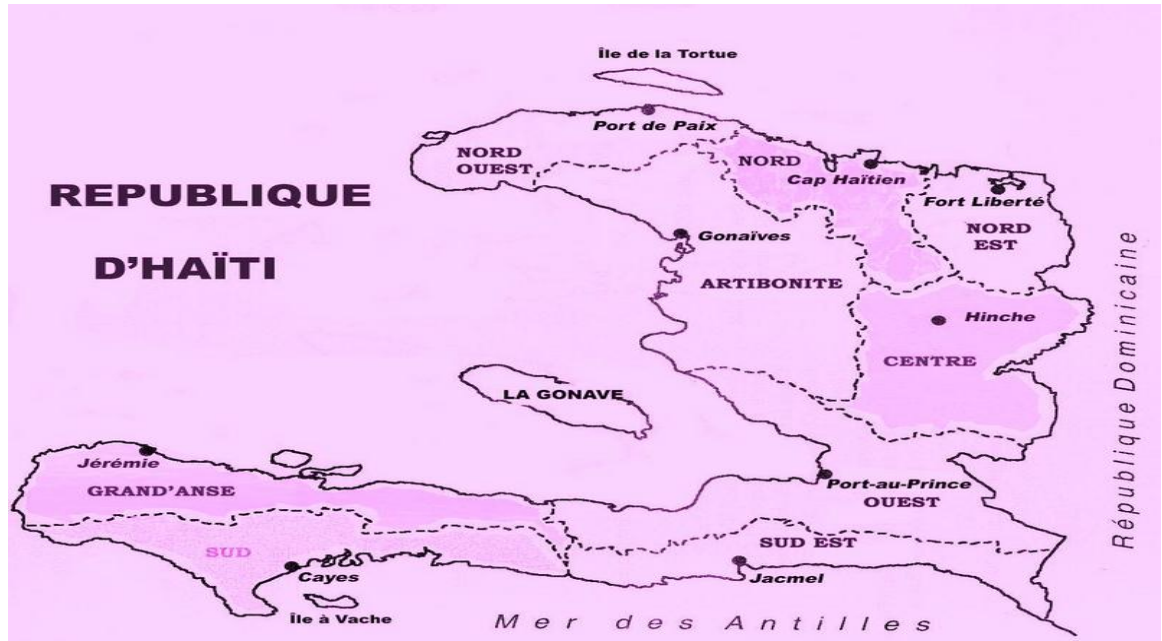 Île de la Tortue
Port de Paix
NORD
OUEST
NORD
Cap Haïtien
Fort Liberté
NORD
EST
REPUBLIQUE
D'HAÏTI
Gonaïves
ARTIBONITE
Hinche
CENTRE
République Dominicaine
LA GONAVE
Jérémie
GRAND'ANSE
Port-au-Prince
OUEST
SUD
SUD EST
Cayes
Jacmel
Île à Vache
Mer des Antilles